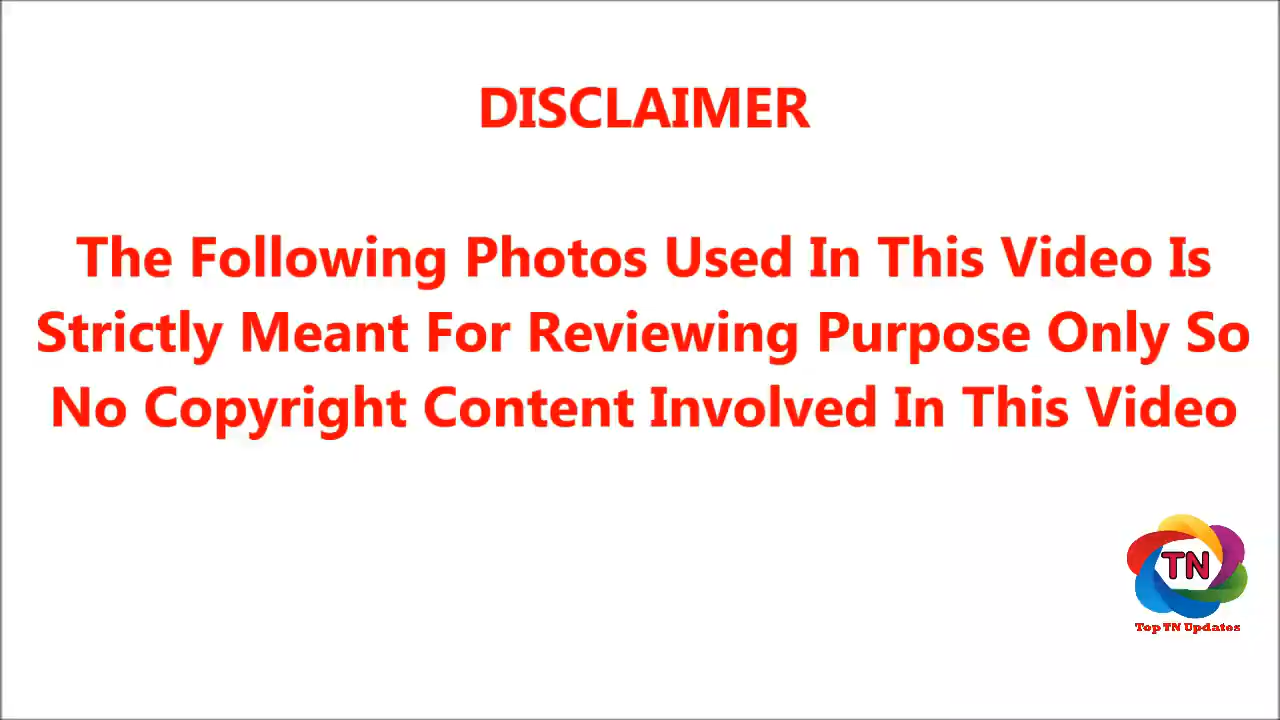 DISCLAIMER
The Following Photos Used In This Video Is
Strictly Meant For Reviewing Purpose Only So
No Copyright Content Involved In This Video
TN
Top TN Updates